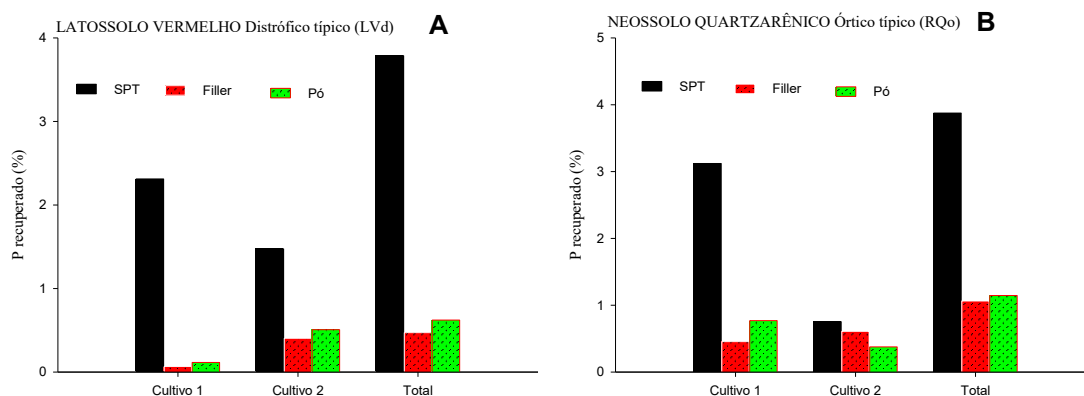 LATOSSOLO VERMELHO Distrófico típico (LVd)
A
4
SPT
Filler
Pó
3
P recuperado (%)
2
1
0
Cultivo 1
Cultivo 2
Total
NEOSSOLO QUARTZARÊNICO Órtico típico (RQo)
B
5
SPT
Filler
Pó
4
3
P recuperado (%)
2
1
0
Cultivo 1
Cultivo 2
Total